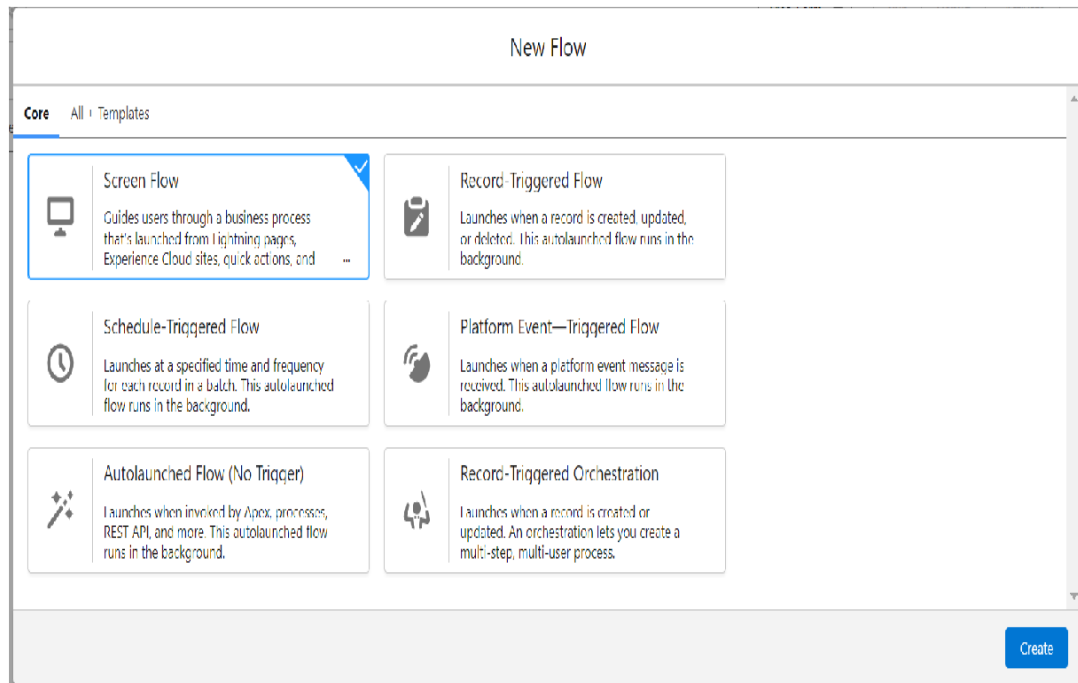 New Flow
Core All + Templates
Screen Flow
Guides users through a business process
that's launched from Lightning pages,
Experience Cloud sites, quick actions, and ...
Record-Triggered Flow
Launches when a record is created, updated,
or deleted. This autolaunched flow runs in the
background.
Schedule-Triggered Flow
Launches at a specified time and frequency
for each record in a batch. This autolaunched
flow runs in the background.
Platform Event—Triggered Flow
Launches when a platform event message is
received. This autolaunched flow runs in the
background.
Autolaunched Flow (No Trigger)
Launches when invoked by Apex, processes,
REST API, and more. This autolaunched flow
runs in the background.
Record-Triggered Orchestration
Launches when a record is created or
updated. An orchestration lets you create a
multi-step, multi-user process.
Create